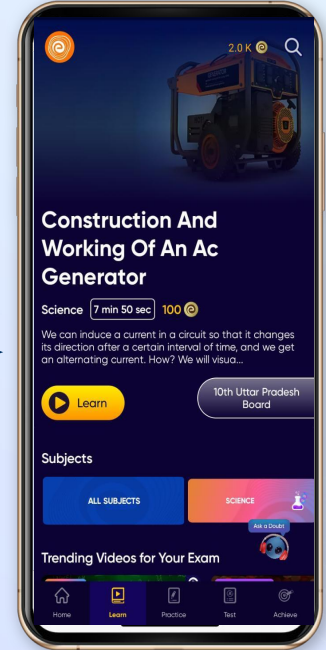 2.0 K
Construction And
Working Of An Ac
Generator
Science 7 min 50 sec 100
We can induce a current in a circuit so that it changes
its direction after a certain interval of time, and we get
an alternating current. How? We will visua...
Learn
10th Uttar Pradesh
Board
Subjects
ALL SUBJECTS
SCIENCE
Ask a Doubt
Trending Videos for Your Exam
Home Learn Practice Test Achieve